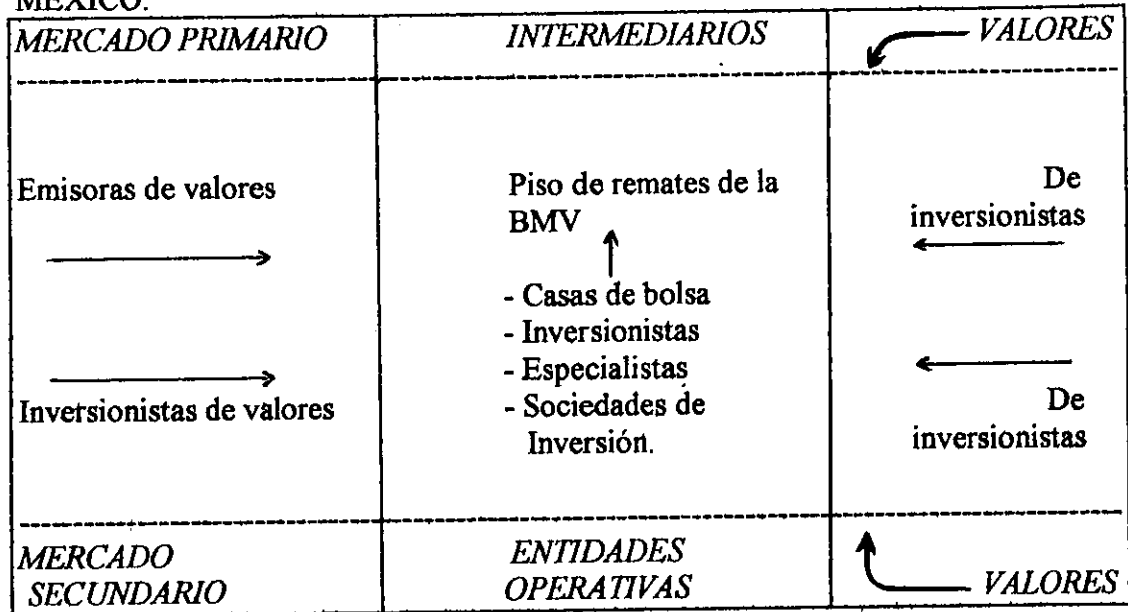 MEXICO.
MERCADO PRIMARIO
INTERMEDIARIOS
VALORES
Emisoras de valores
Piso de remates de la
BMV
De
inversionistas
- Casas de bolsa
- Inversionistas
- Especialistas
- Sociedades de
Inversión.
Inversionistas de valores
De
inversionistas
MERCADO
SECUNDARIO
ENTIDADES
OPERATIVAS
VALORES